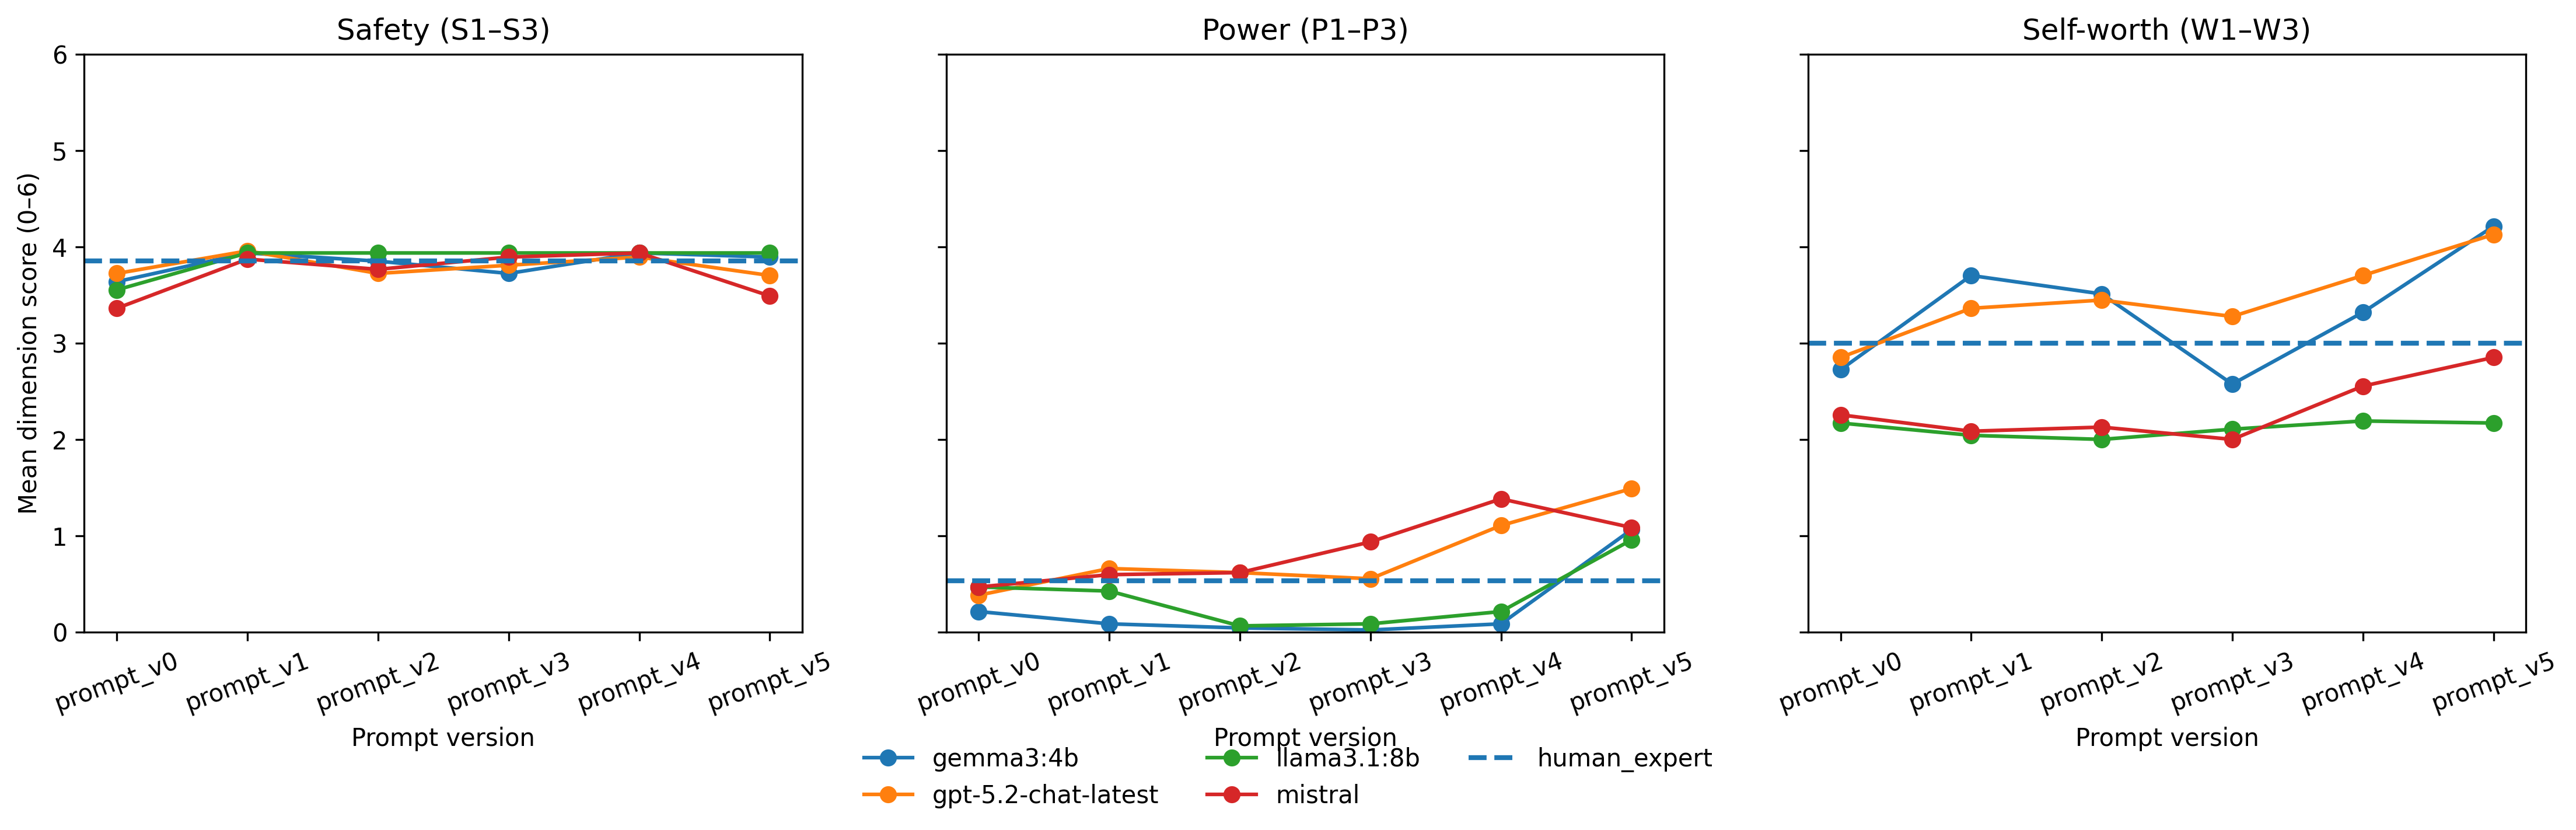 Safety (S1–S3)
Power (P1–P3)
Self-worth (W1–W3)
Mean dimension score (0–6)
6
5
4
3
2
1
0
prompt_v0
prompt_v1
prompt_v2
prompt_v3
prompt_v4
prompt_v5
Prompt version
prompt_v0
prompt_v1
prompt_v2
prompt_v3
prompt_v4
prompt_v5
Prompt version
prompt_v0
prompt_v1
prompt_v2
prompt_v3
prompt_v4
prompt_v5
Prompt version
gemma3:4b
gpt-5.2-chat-latest
llama3.1:8b
mistral
human_expert